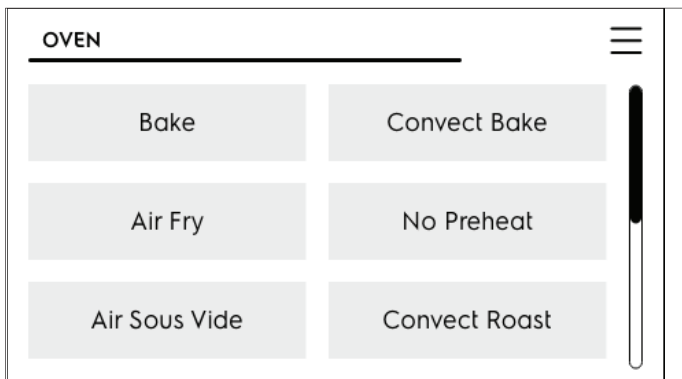 OVEN
Bake
Convect Bake
Air Fry
No Preheat
Air Sous Vide
Convect Roast